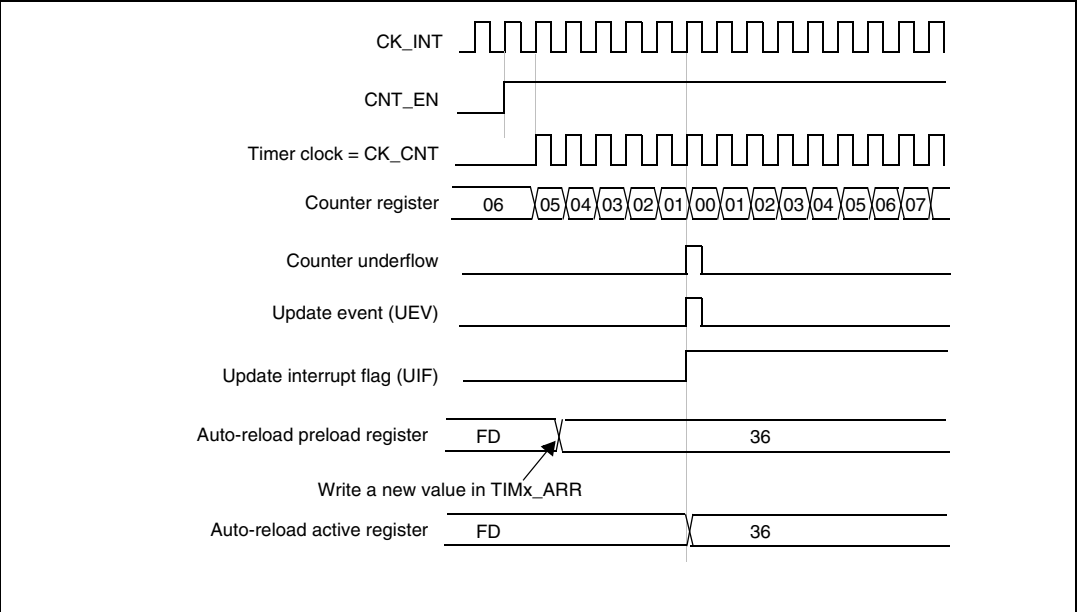 CK_INT
CNT_EN
Timer clock = CK_CNT
Counter register 06 05 04 03 02 01 00 01 02 03 04 05 06 07
Counter underflow
Update event (UEV)
Update interrupt flag (UIF)
Auto-reload preload register FD 36
Write a new value in TIMx_ARR
Auto-reload active register FD 36